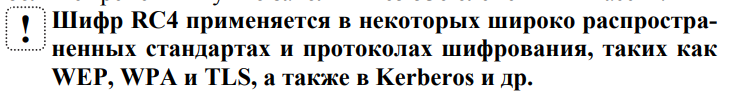 ! Шифр RC4 применяется в некоторых широко распростра-
ненных стандартах и протоколах шифрования, таких как
WEP, WPA и TLS, а также в Kerberos и др.